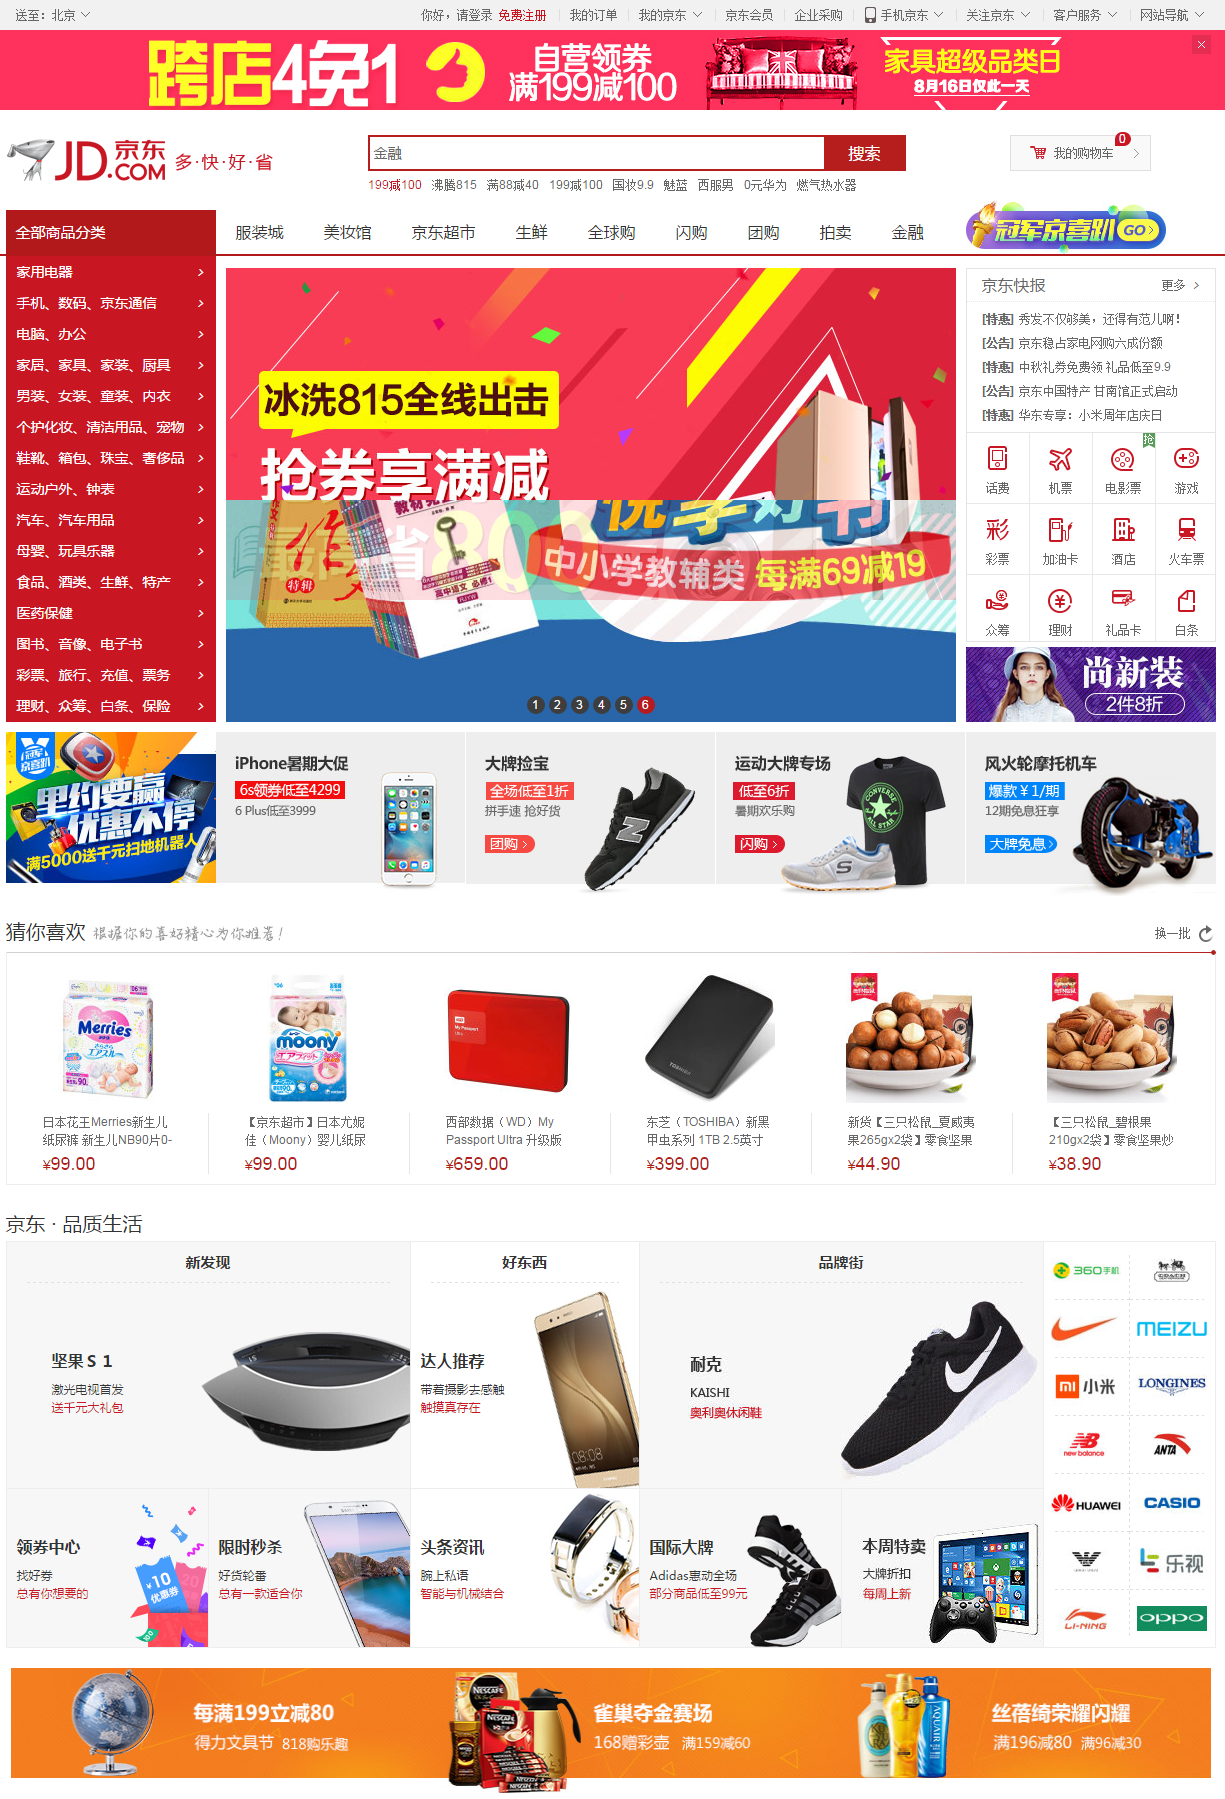 送至：北京
你好，请登录 免费注册 我的订单 我的京东 京东会员 企业采购 手机京东 关注京东 客户服务 网站导航
跨店4免1
自营领券
满199减100
家具超级品类日
8月16日仅此一天
JD.COM 京东
多·快·好·省
金融
搜索
我的购物车
0
199减100 沸腾815 满88减40 199减100 国妆9.9 魅蓝 西服男 0元华为 燃气热水器
全部商品分类
服装城 美妆馆 京东超市 生鲜 全球购 闪购 团购 拍卖 金融
冠军京喜趴 GO
家用电器
手机、数码、京东通信
电脑、办公
家居、家具、家装、厨具
男装、女装、童装、内衣
个护化妆、清洁用品、宠物
鞋靴、箱包、珠宝、奢侈品
运动户外、钟表
汽车、汽车用品
母婴、玩具乐器
食品、酒类、生鲜、特产
医药保健
图书、音像、电子书
彩票、旅行、充值、票务
理财、众筹、白条、保险
冰洗815全线出击
抢券享满减
中小学教辅类 每满69减19
特辑
高中语文
1 2 3 4 5 6
京东快报
更多
[特惠] 秀发不仅够美，还得有范儿啊！
[公告] 京东稳占家电网购六成份额
[特惠] 中秋礼券免费领 礼品低至9.9
[公告] 京东中国特产 甘南馆正式启动
[特惠] 华东专享：小米周年店庆日
抢
话费 机票 电影票 游戏
彩
彩票 加油卡 酒店 火车票
众筹 理财 礼品卡 白条
尚新装
2件8折
冠军
京喜趴
里约要赢
优惠不停
满5000送千元扫地机器人
iPhone暑期大促
6s领券低至4299
6 Plus低至3999
大牌捡宝
全场低至1折
拼手速 抢好货
团购
运动大牌专场
低至6折
暑期欢乐购
闪购
CONVERSE
ALL STAR
风火轮摩托机车
爆款￥1/期
12期免息狂享
大牌免息
猜你喜欢 根据你的喜好精心为你推荐！
换一批
Merries
moony
WD
My Passport
Ultra
TOSHIBA
日本花王Merries新生儿
纸尿裤 新生儿NB90片0-
¥99.00
【京东超市】日本尤妮
佳（Moony）婴儿纸尿
¥99.00
西部数据（WD）My
Passport Ultra 升级版
¥659.00
东芝（TOSHIBA）新黑
甲虫系列 1TB 2.5英寸
¥399.00
新货【三只松鼠_夏威夷
果265gx2袋】零食坚果
¥44.90
【三只松鼠_碧根果
210gx2袋】零食坚果炒
¥38.90
京东 · 品质生活
新发现
坚果 S 1
激光电视首发
送千元大礼包
好东西
达人推荐
带着摄影去感触
触摸真存在
08:08
品牌街
耐克
KAISHI
奥利奥休闲鞋
360手机
COACH
MEIZU
小米
LONGINES
new balance
ANTA
HUAWEI
CASIO
乐视
LI-NING
OPPO
领券中心
找好券
总有你想要的
￥10
优惠券
限时秒杀
好货轮番
总有一款适合你
头条资讯
腕上私语
智能与机械结合
国际大牌
Adidas惠动全场
部分商品低至99元
本周特卖
大牌折扣
每周上新
每满199立减80
得力文具节 818购乐趣
NESCAFE
雀巢夺金赛场
168赠彩壶 满159减60
AQUAIR
丝蓓绮荣耀闪耀
满196减80 满96减30